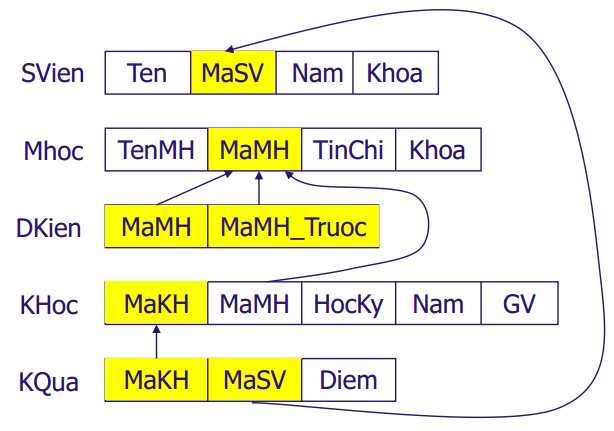 SVien Ten MaSV Nam Khoa
Mhoc TenMH MaMH TinChi Khoa
DKien MaMH MaMH_Truoc
KHoc MaKH MaMH HocKy Nam GV
KQua MaKH MaSV Diem